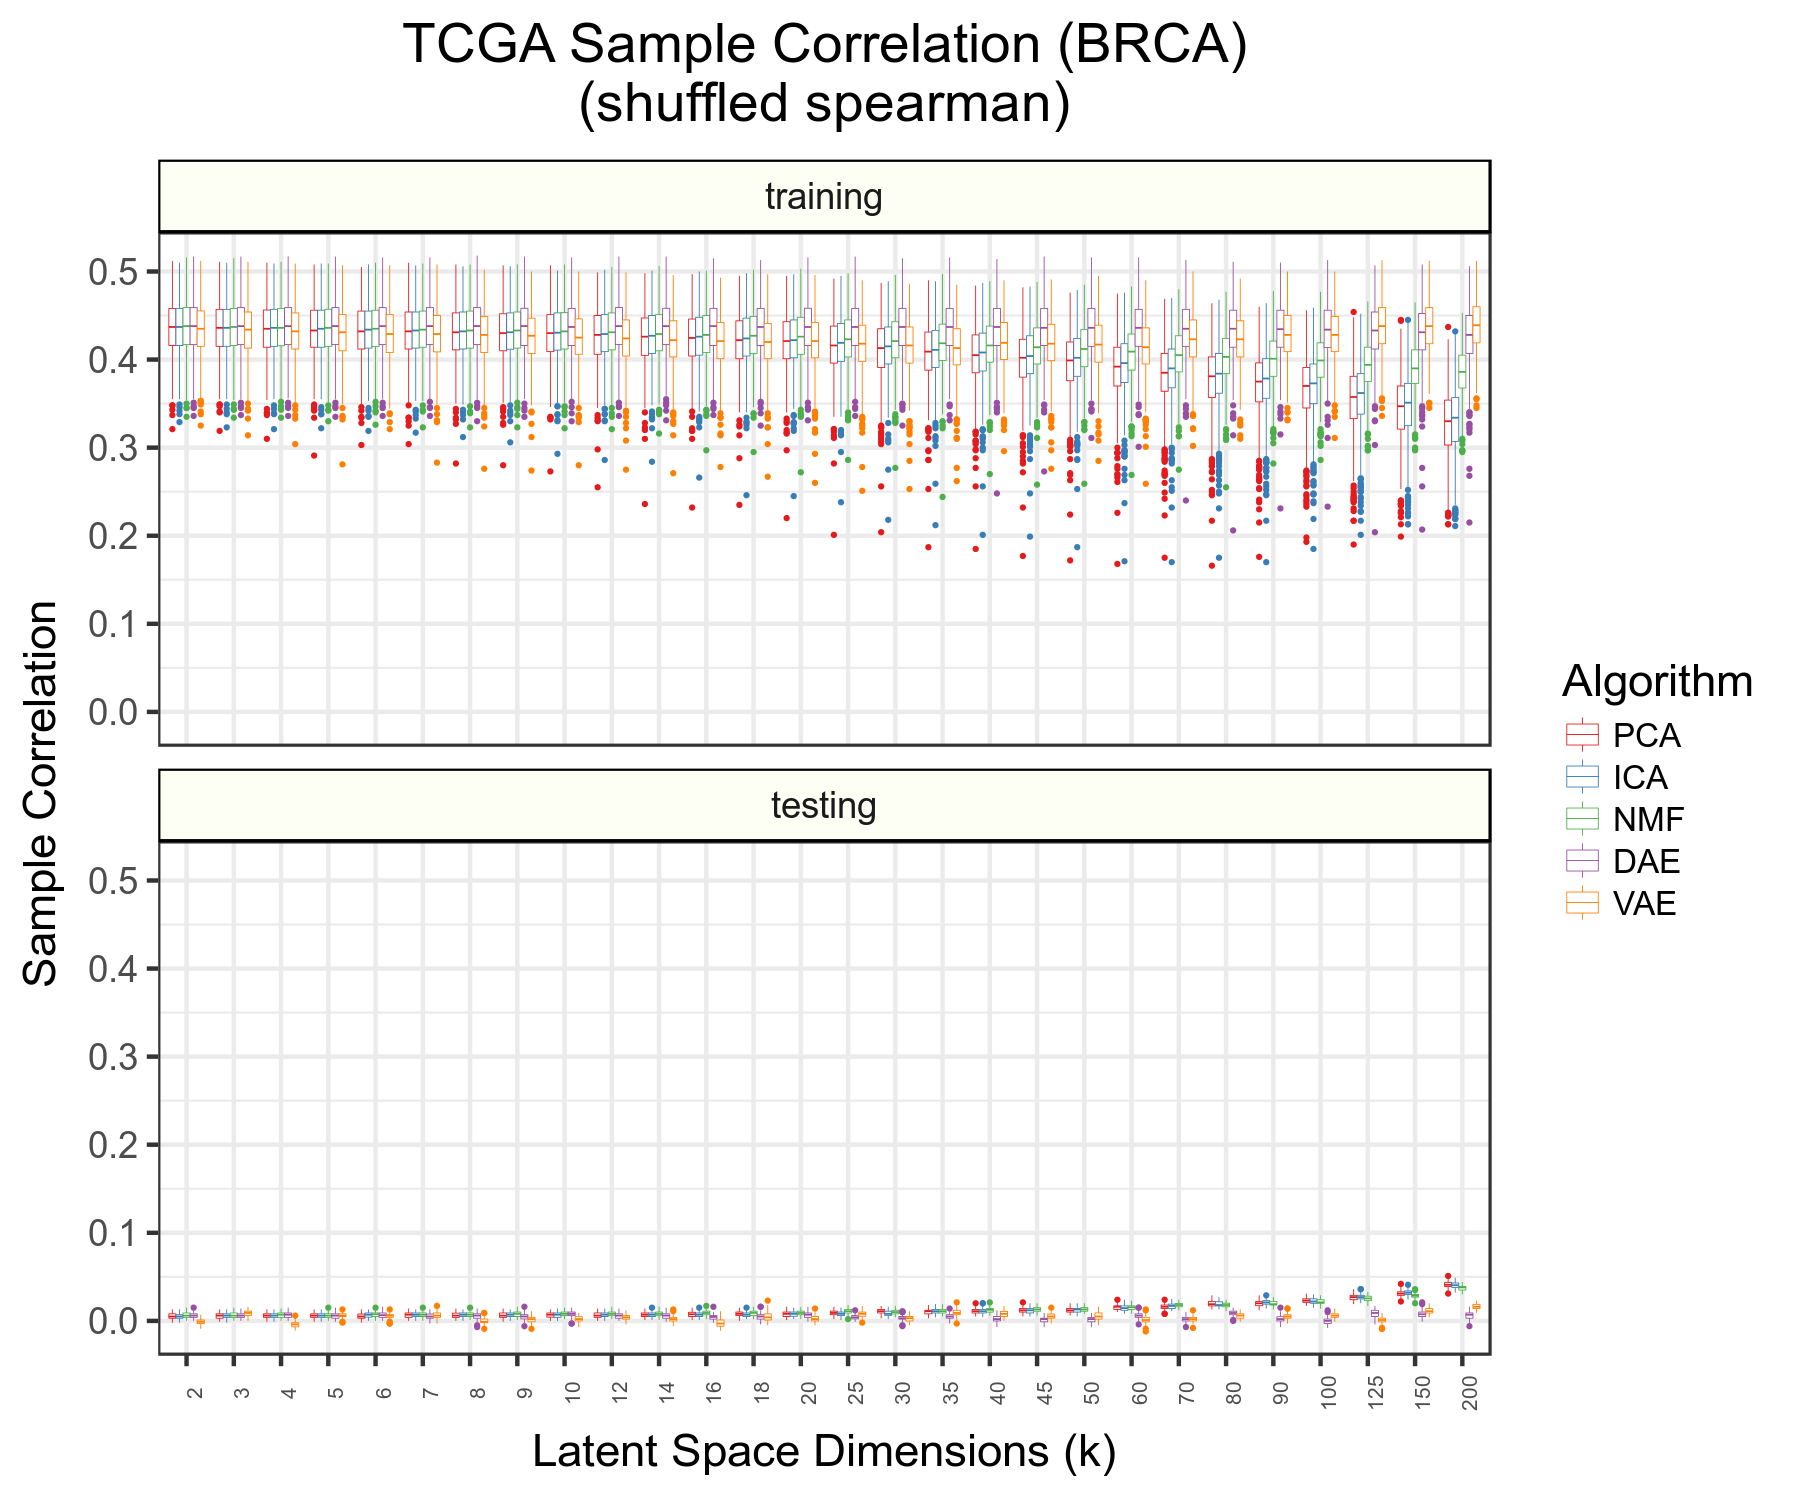 TCGA Sample Correlation (BRCA)
(shuffled spearman)
training
0.5
0.4
0.3
0.2
0.1
0.0
Sample Correlation
testing
0.5
0.4
0.3
0.2
0.1
0.0
2 3 4 5 6 7 8 9 10 12 14 16 18 20 25 30 35 40 45 50 60 70 80 90 100 125 150 200
Latent Space Dimensions (k)
Algorithm
PCA
ICA
NMF
DAE
VAE